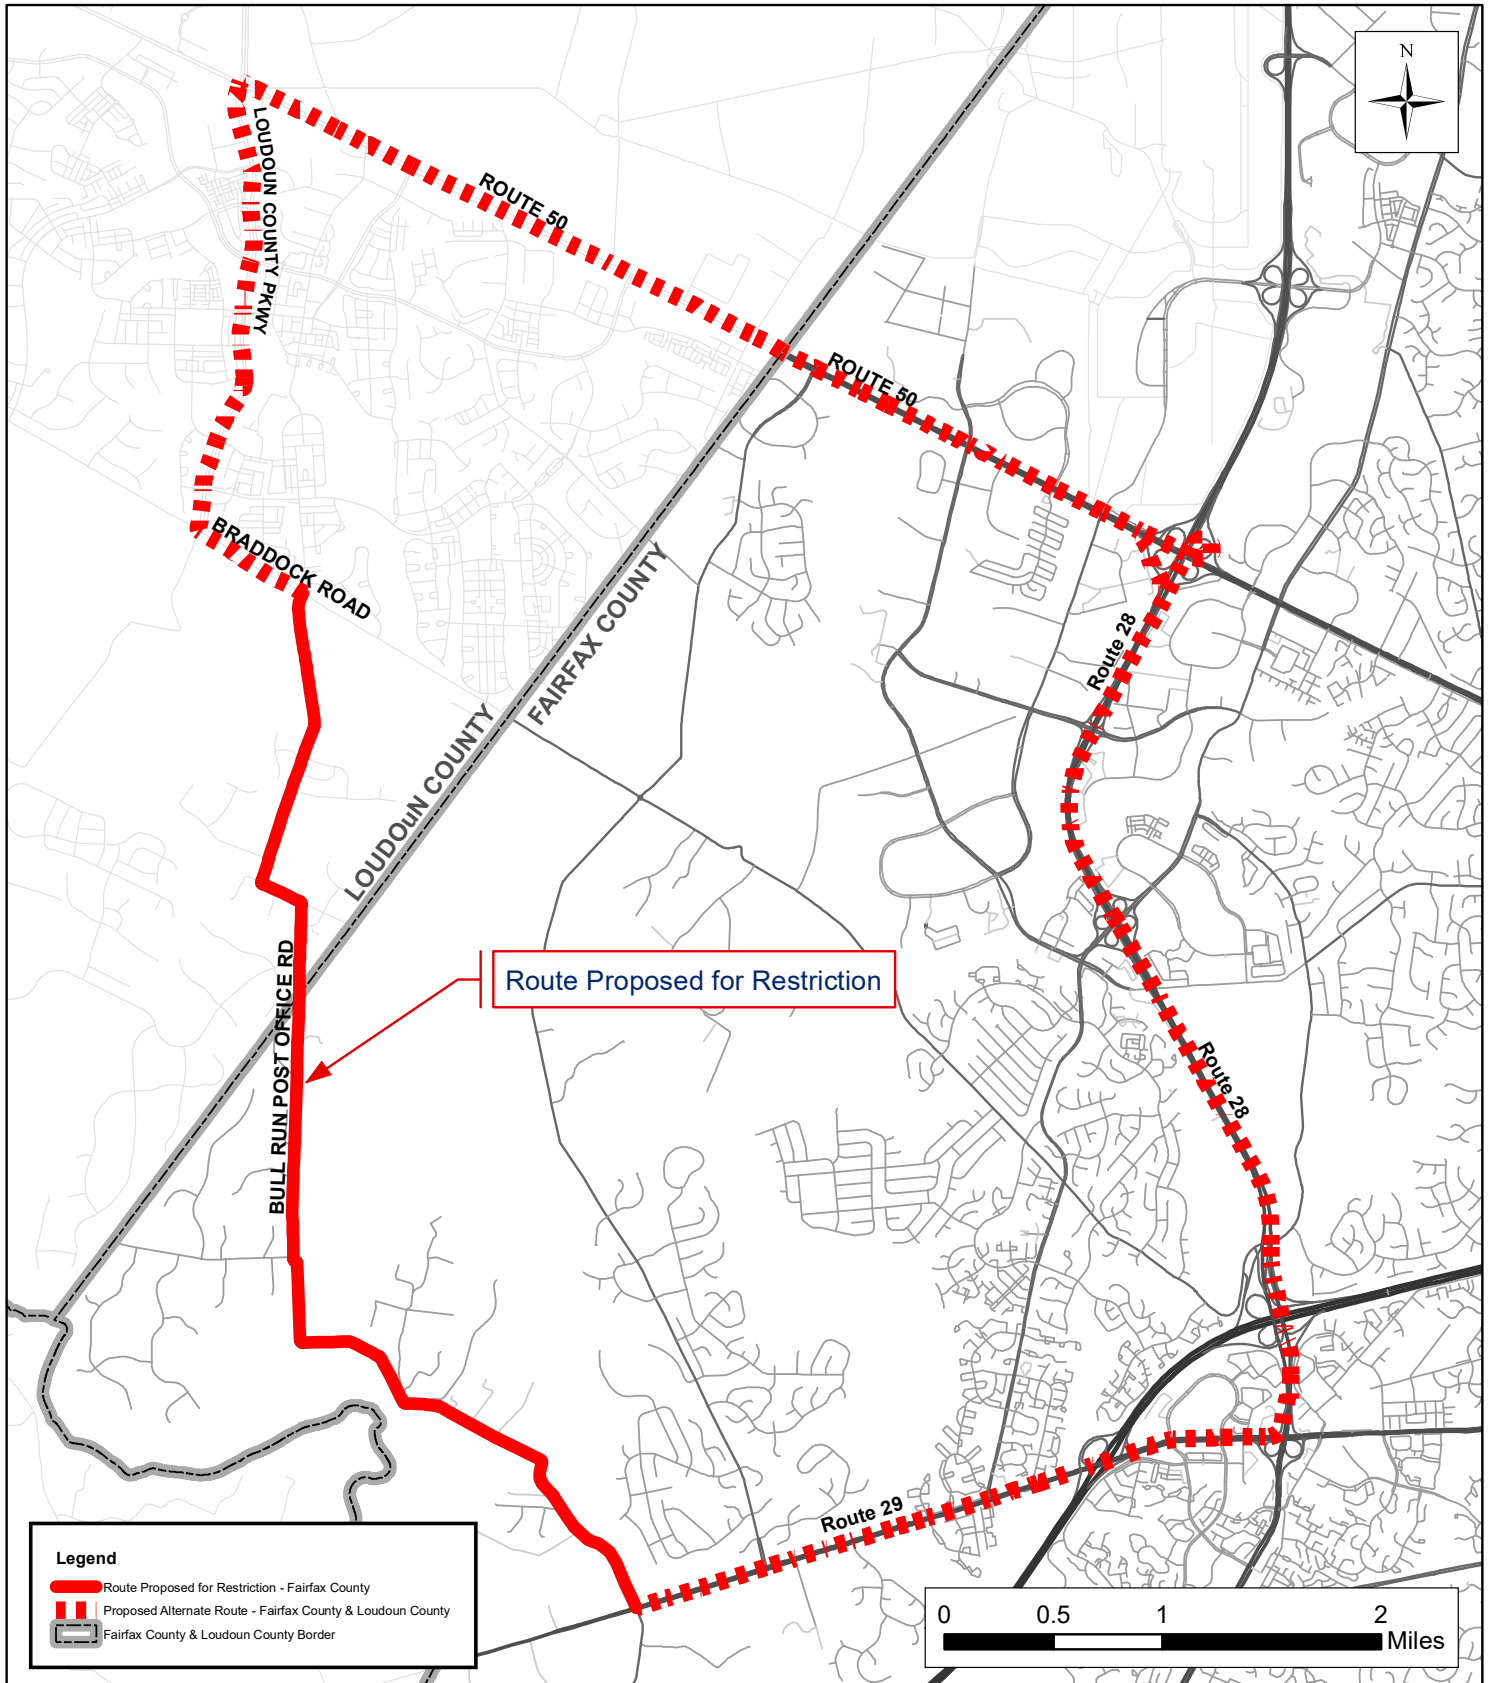 N
LOUDOUN COUNTY PKWY
ROUTE 50
ROUTE 50
BRADDOCK ROAD
FAIRFAX COUNTY
LOUDOuN COUNTY
Route 28
BULL RUN POST OFFICE RD
Route Proposed for Restriction
Route 28
Route 29
Legend
Route Proposed for Restriction - Fairfax County
Proposed Alternate Route - Fairfax County & Loudoun County
Fairfax County & Loudoun County Border
0 0.5 1 2
Miles